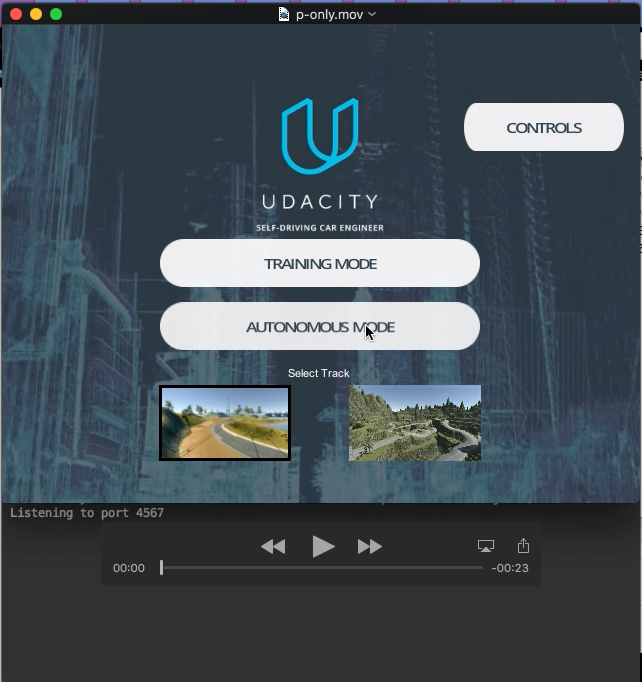 p-only.mov
CONTROLS
UDACITY
SELF-DRIVING CAR ENGINEER
TRAINING MODE
AUTONOMOUS MODE
Select Track
Listening to port 4567
00:00
-00:23